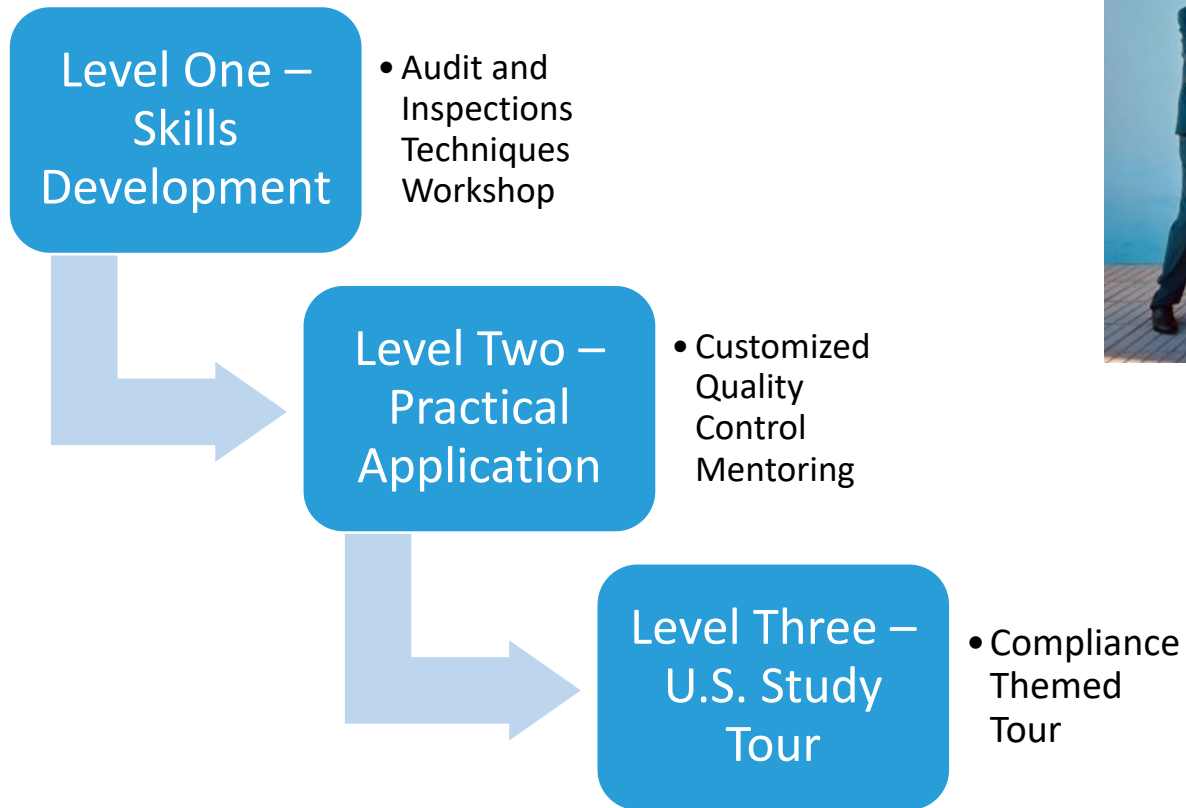 Level One –
Skills
Development
• Audit and
Inspections
Techniques
Workshop
Level Two –
Practical
Application
• Customized
Quality
Control
Mentoring
Level Three –
U.S. Study
Tour
• Compliance
Themed
Tour